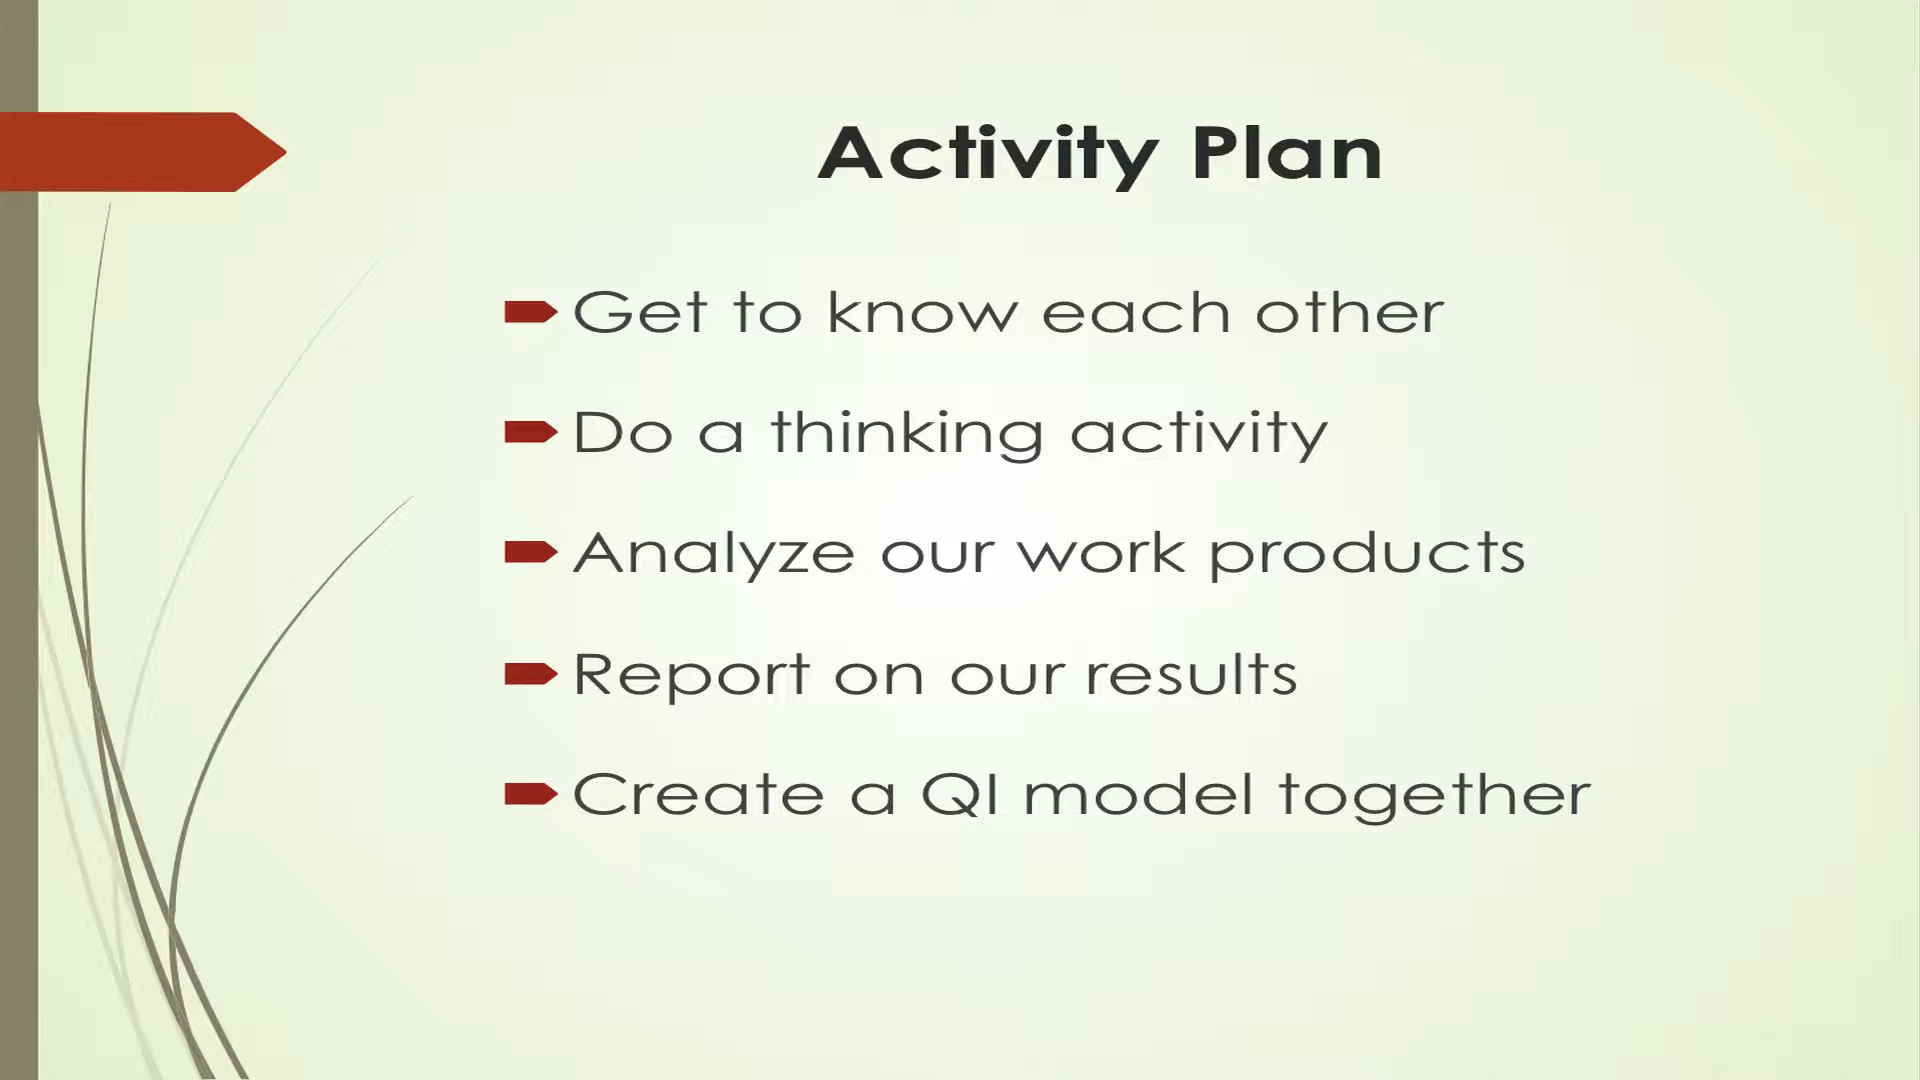 Activity Plan
Get to know each other
Do a thinking activity
Analyze our work products
Report on our results
Create a QI model together